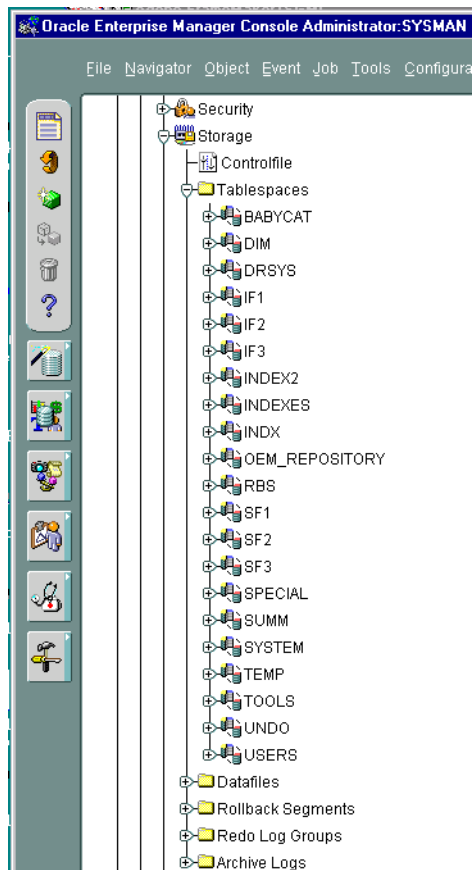 Oracle Enterprise Manager Console Administrator:SYSMAN
File Navigator Object Event Job Tools Configura
Security
Storage
Controlfile
Tablespaces
BABYCAT
DIM
DRSYS
IF1
IF2
IF3
INDEX2
INDEXES
INDX
OEM_REPOSITORY
RBS
SF1
SF2
SF3
SPECIAL
SUMM
SYSTEM
TEMP
TOOLS
UNDO
USERS
Datafiles
Rollback Segments
Redo Log Groups
Archive Logs